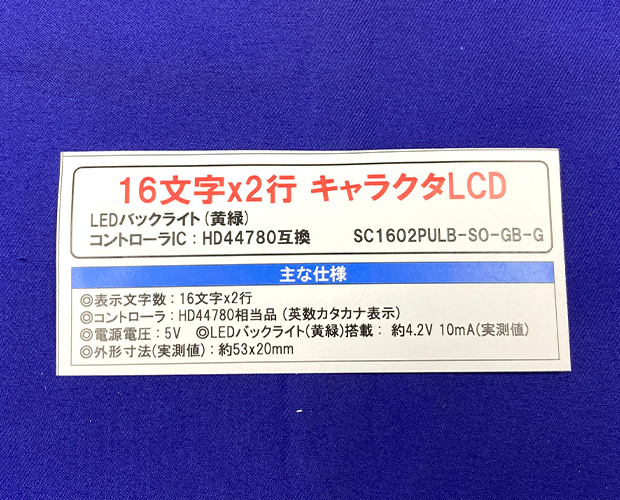 16文字x2行 キャラクタLCD
LEDバックライト(黄緑)
コントローラIC：HD44780互換 SC1602PULB-SO-GB-G
主な仕様
◎表示文字数：16文字x2行
◎コントローラ：HD44780相当品 (英数カタカナ表示)
◎電源電圧：5V ◎LEDバックライト(黄緑)搭載： 約4.2V 10mA(実測値)
◎外形寸法(実測値)：約53x20mm